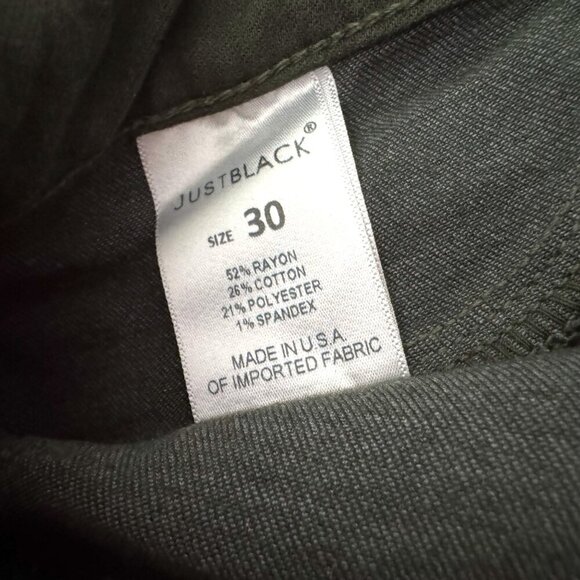 JUSTBLACK®
SIZE 30
52% RAYON
26% COTTON
21% POLYESTER
1% SPANDEX
MADE IN U.S.A
OF IMPORTED FABRIC